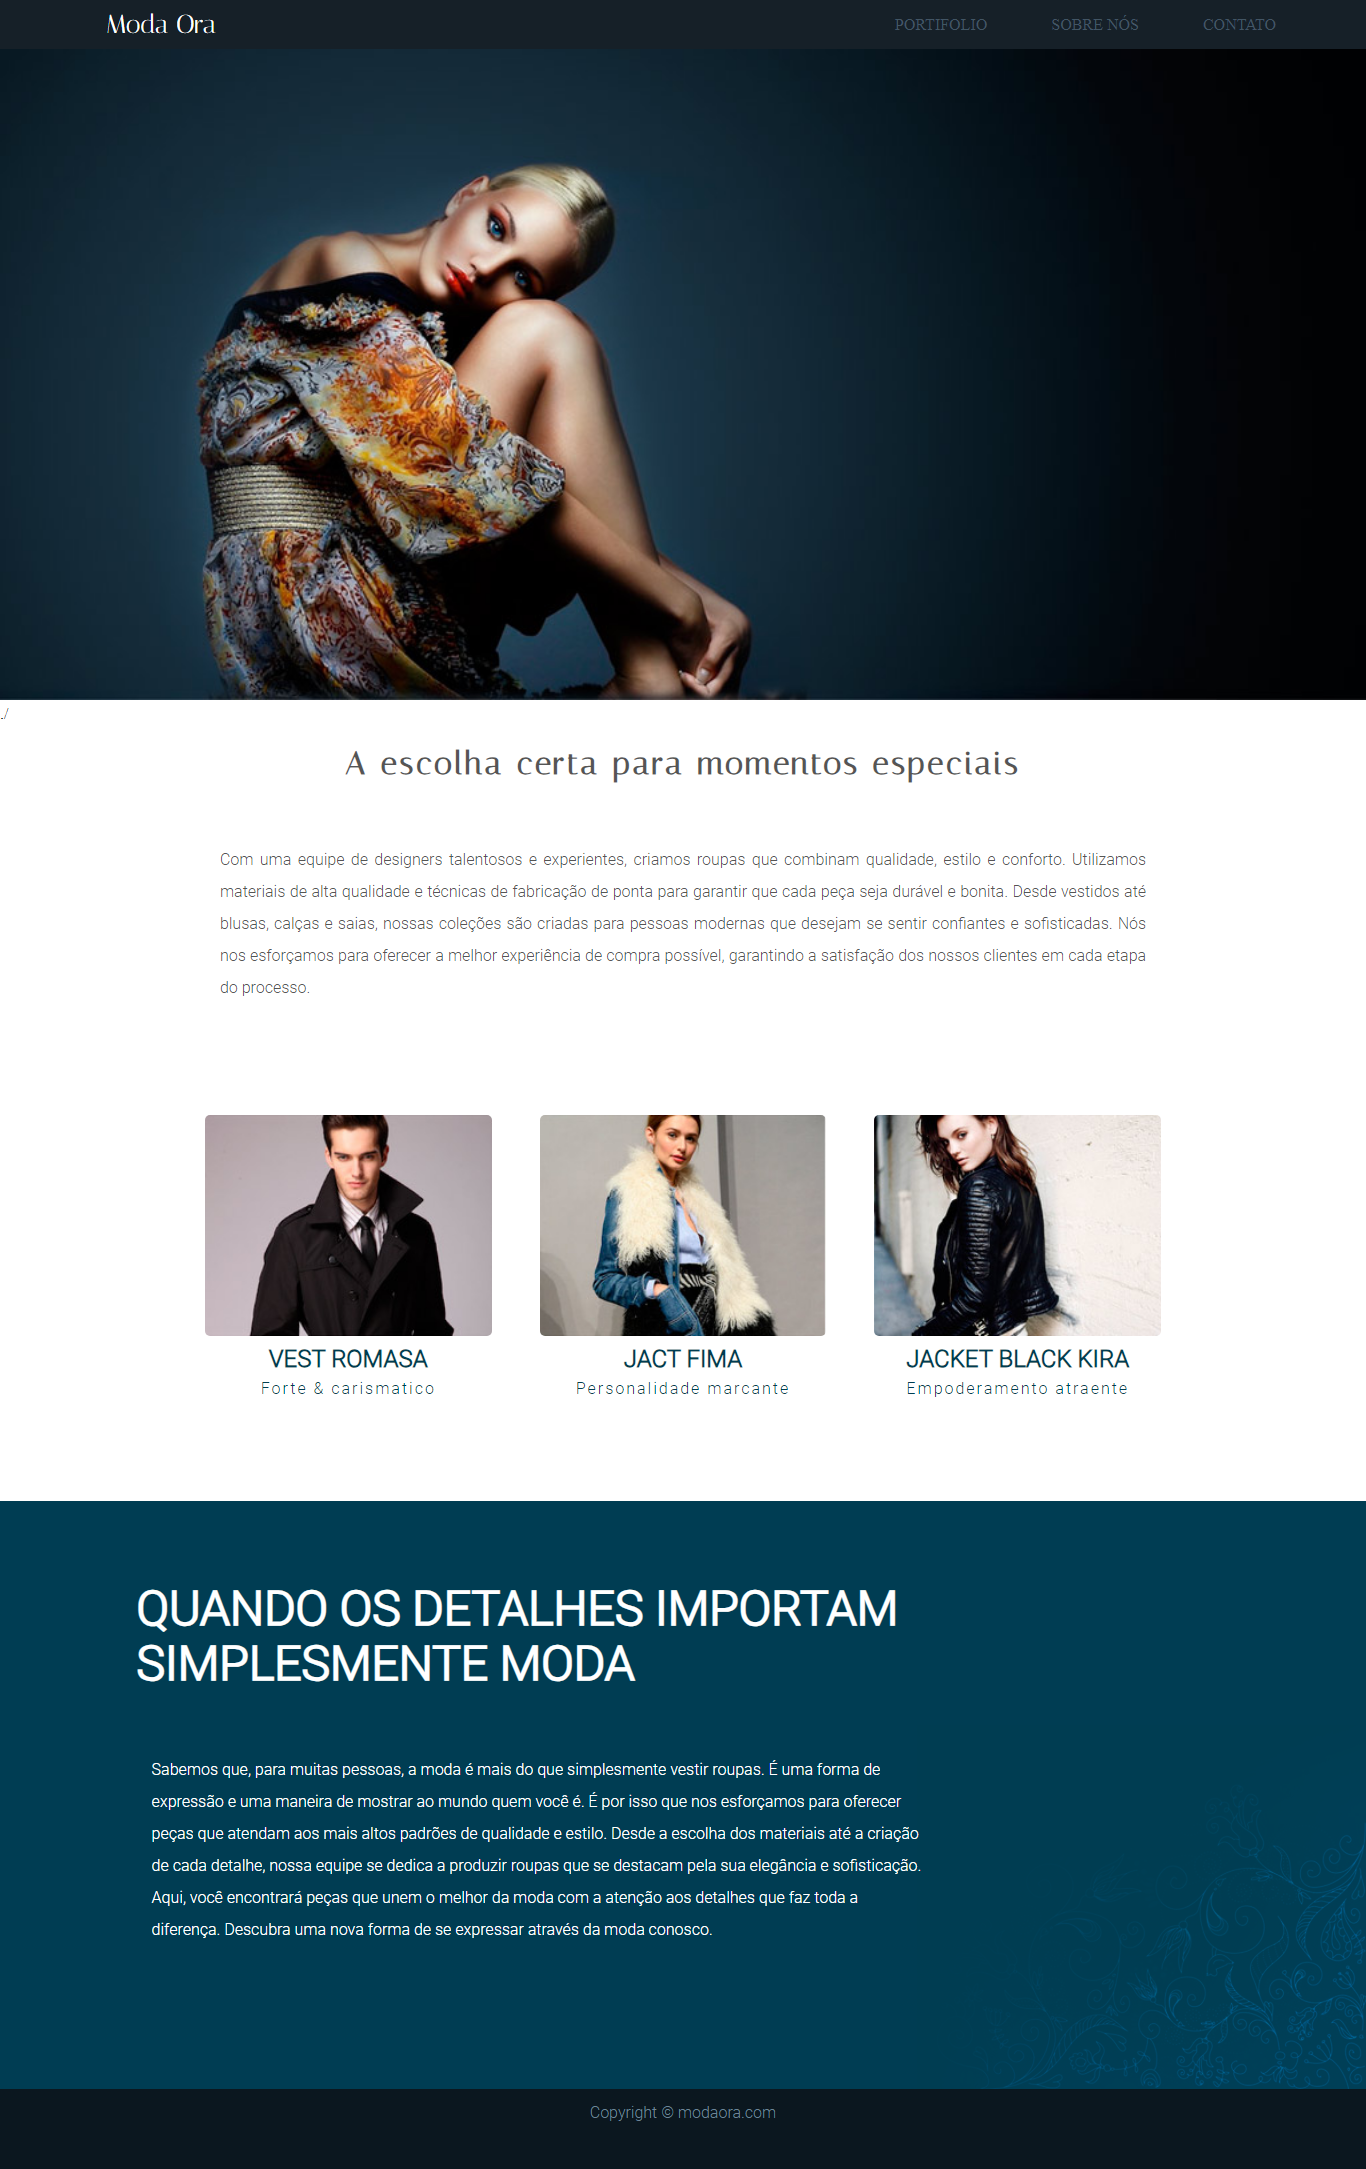 Moda Ora
PORTIFOLIO
SOBRE NÓS
CONTATO
./
A escolha certa para momentos especiais
Com uma equipe de designers talentosos e experientes, criamos roupas que combinam qualidade, estilo e conforto. Utilizamos
materiais de alta qualidade e técnicas de fabricação de ponta para garantir que cada peça seja durável e bonita. Desde vestidos até
blusas, calças e saias, nossas coleções são criadas para pessoas modernas que desejam se sentir confiantes e sofisticadas. Nós
nos esforçamos para oferecer a melhor experiência de compra possível, garantindo a satisfação dos nossos clientes em cada etapa
do processo.
VEST ROMASA
Forte & carismatico
JACT FIMA
Personalidade marcante
JACKET BLACK KIRA
Empoderamento atraente
QUANDO OS DETALHES IMPORTAM
SIMPLESMENTE MODA
Sabemos que, para muitas pessoas, a moda é mais do que simplesmente vestir roupas. É uma forma de
expressão e uma maneira de mostrar ao mundo quem você é. É por isso que nos esforçamos para oferecer
peças que atendam aos mais altos padrões de qualidade e estilo. Desde a escolha dos materiais até a criação
de cada detalhe, nossa equipe se dedica a produzir roupas que se destacam pela sua elegância e sofisticação.
Aqui, você encontrará peças que unem o melhor da moda com a atenção aos detalhes que faz toda a
diferença. Descubra uma nova forma de se expressar através da moda conosco.
Copyright © modaora.com